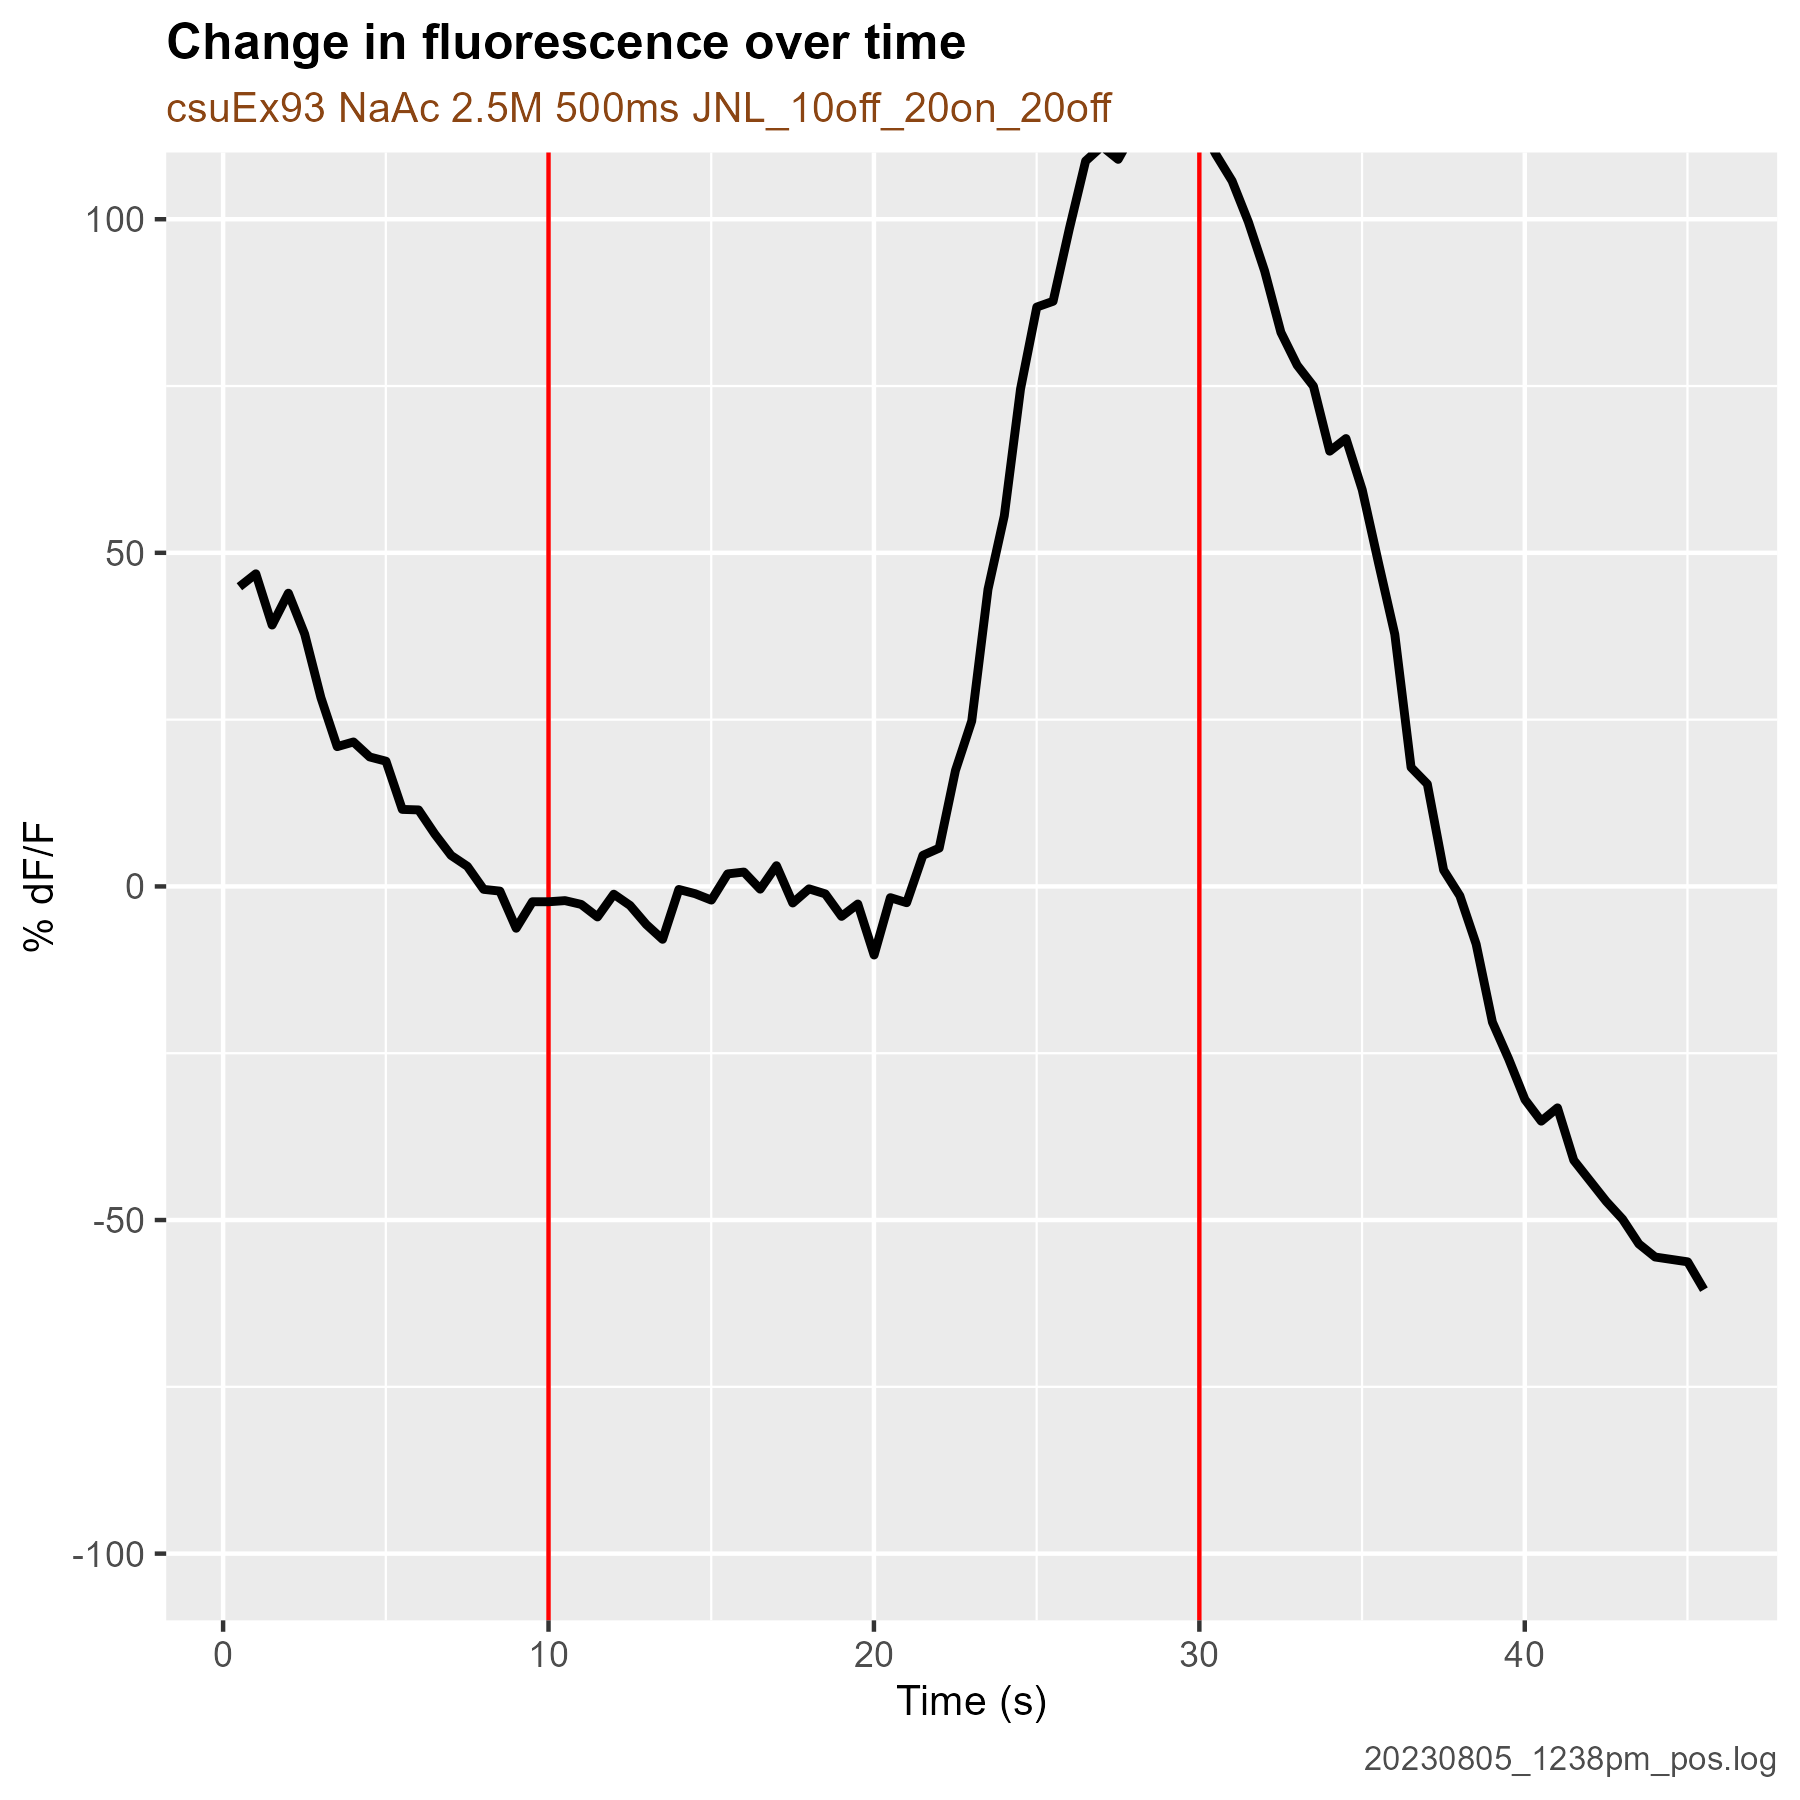 Change in fluorescence over time
csuEx93 NaAc 2.5M 500ms JNL_10off_20on_20off
100
50
0
-50
-100
% dF/F
0 10 20 30 40
Time (s)
20230805_1238pm_pos.log